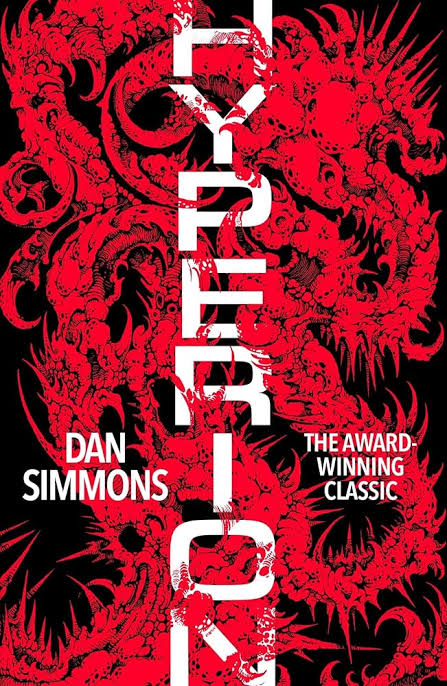 HYPERION
DAN
SIMMONS
THE AWARD-
WINNING
CLASSIC